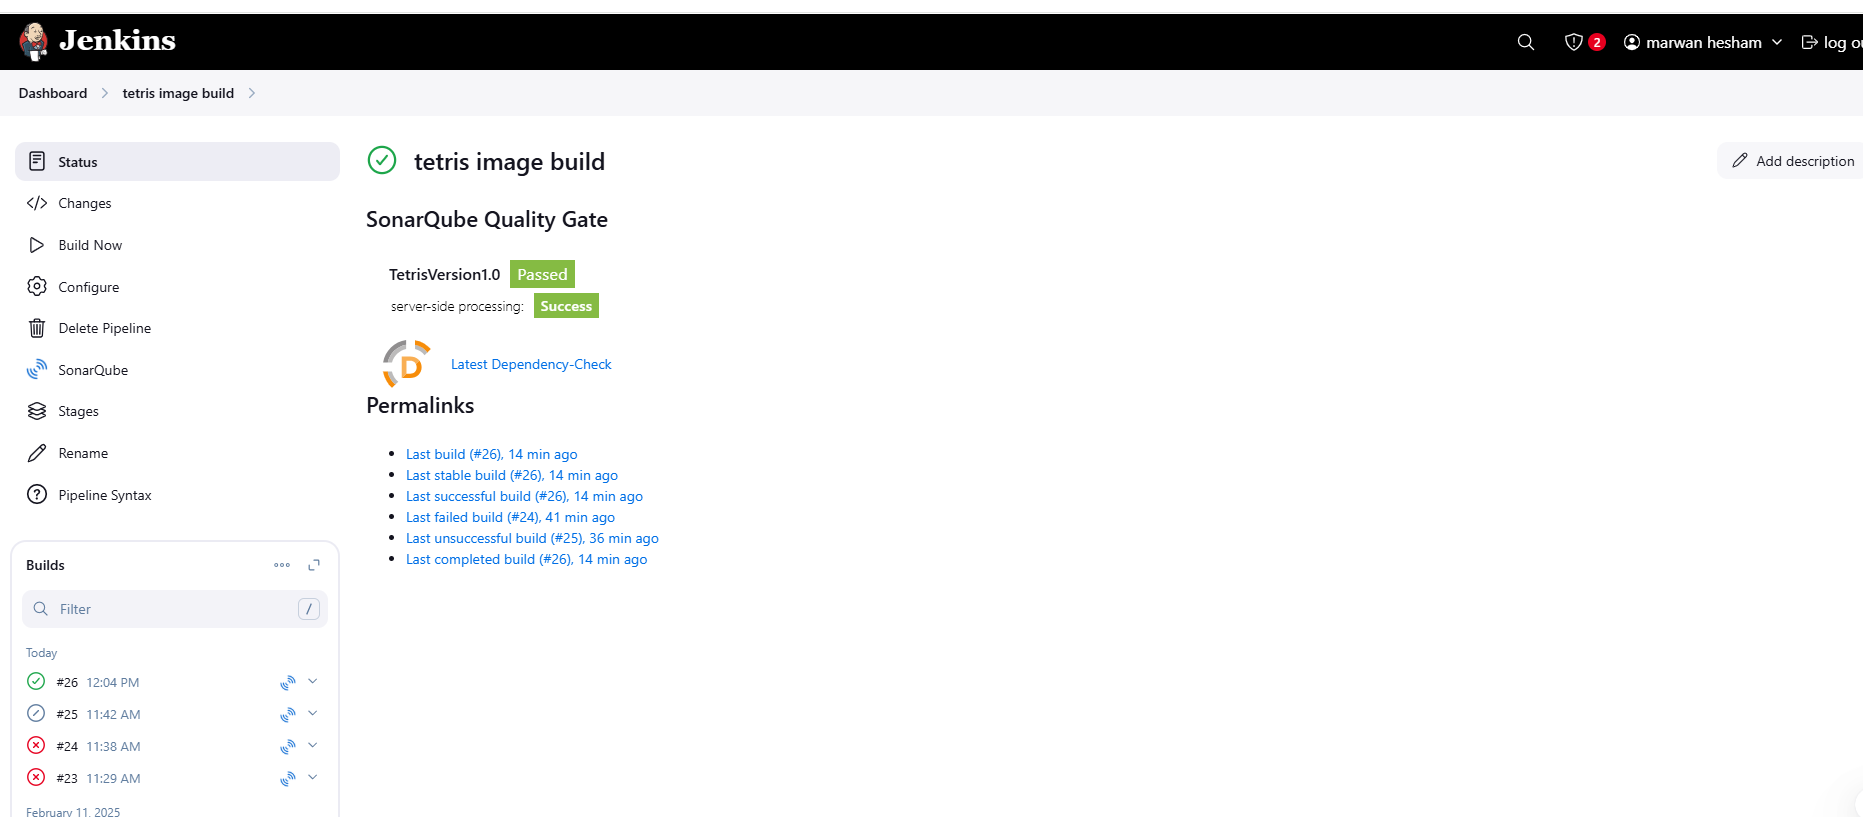 Jenkins
2
marwan hesham
log ou
Dashboard
tetris image build
Status
Changes
Build Now
Configure
Delete Pipeline
SonarQube
Stages
Rename
Pipeline Syntax
Builds
Filter
/
Today
#26 12:04 PM
#25 11:42 AM
#24 11:38 AM
#23 11:29 AM
February 11, 2025
tetris image build
Add description
SonarQube Quality Gate
TetrisVersion1.0 Passed
server-side processing: Success
D
Latest Dependency-Check
Permalinks
Last build (#26), 14 min ago
Last stable build (#26), 14 min ago
Last successful build (#26), 14 min ago
Last failed build (#24), 41 min ago
Last unsuccessful build (#25), 36 min ago
Last completed build (#26), 14 min ago